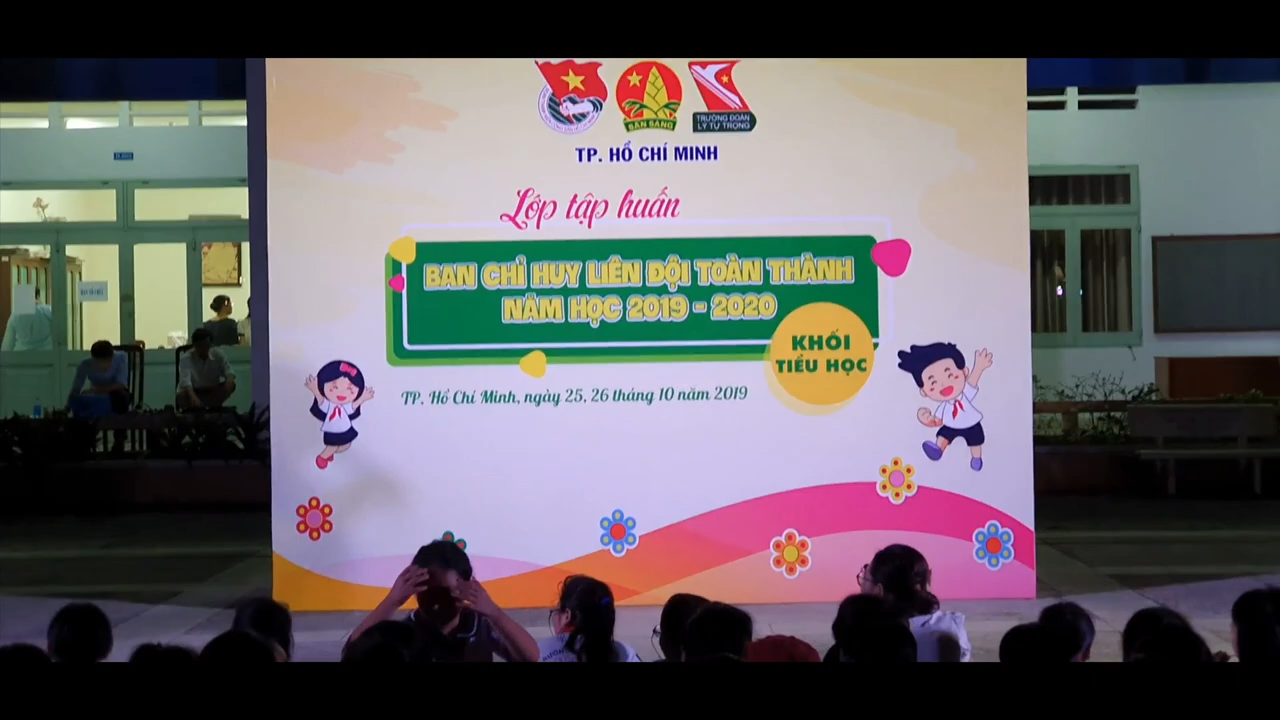 SẴN SÀNG
TRƯỜNG ĐOÀN
LÝ TỰ TRỌNG
TP. HỒ CHÍ MINH
Lớp tập huấn
BAN CHỈ HUY LIÊN ĐỘI TOÀN THÀNH
NĂM HỌC 2019 - 2020
KHỐI
TIỂU HỌC
TP. Hồ Chí Minh, ngày 25, 26 tháng 10 năm 2019